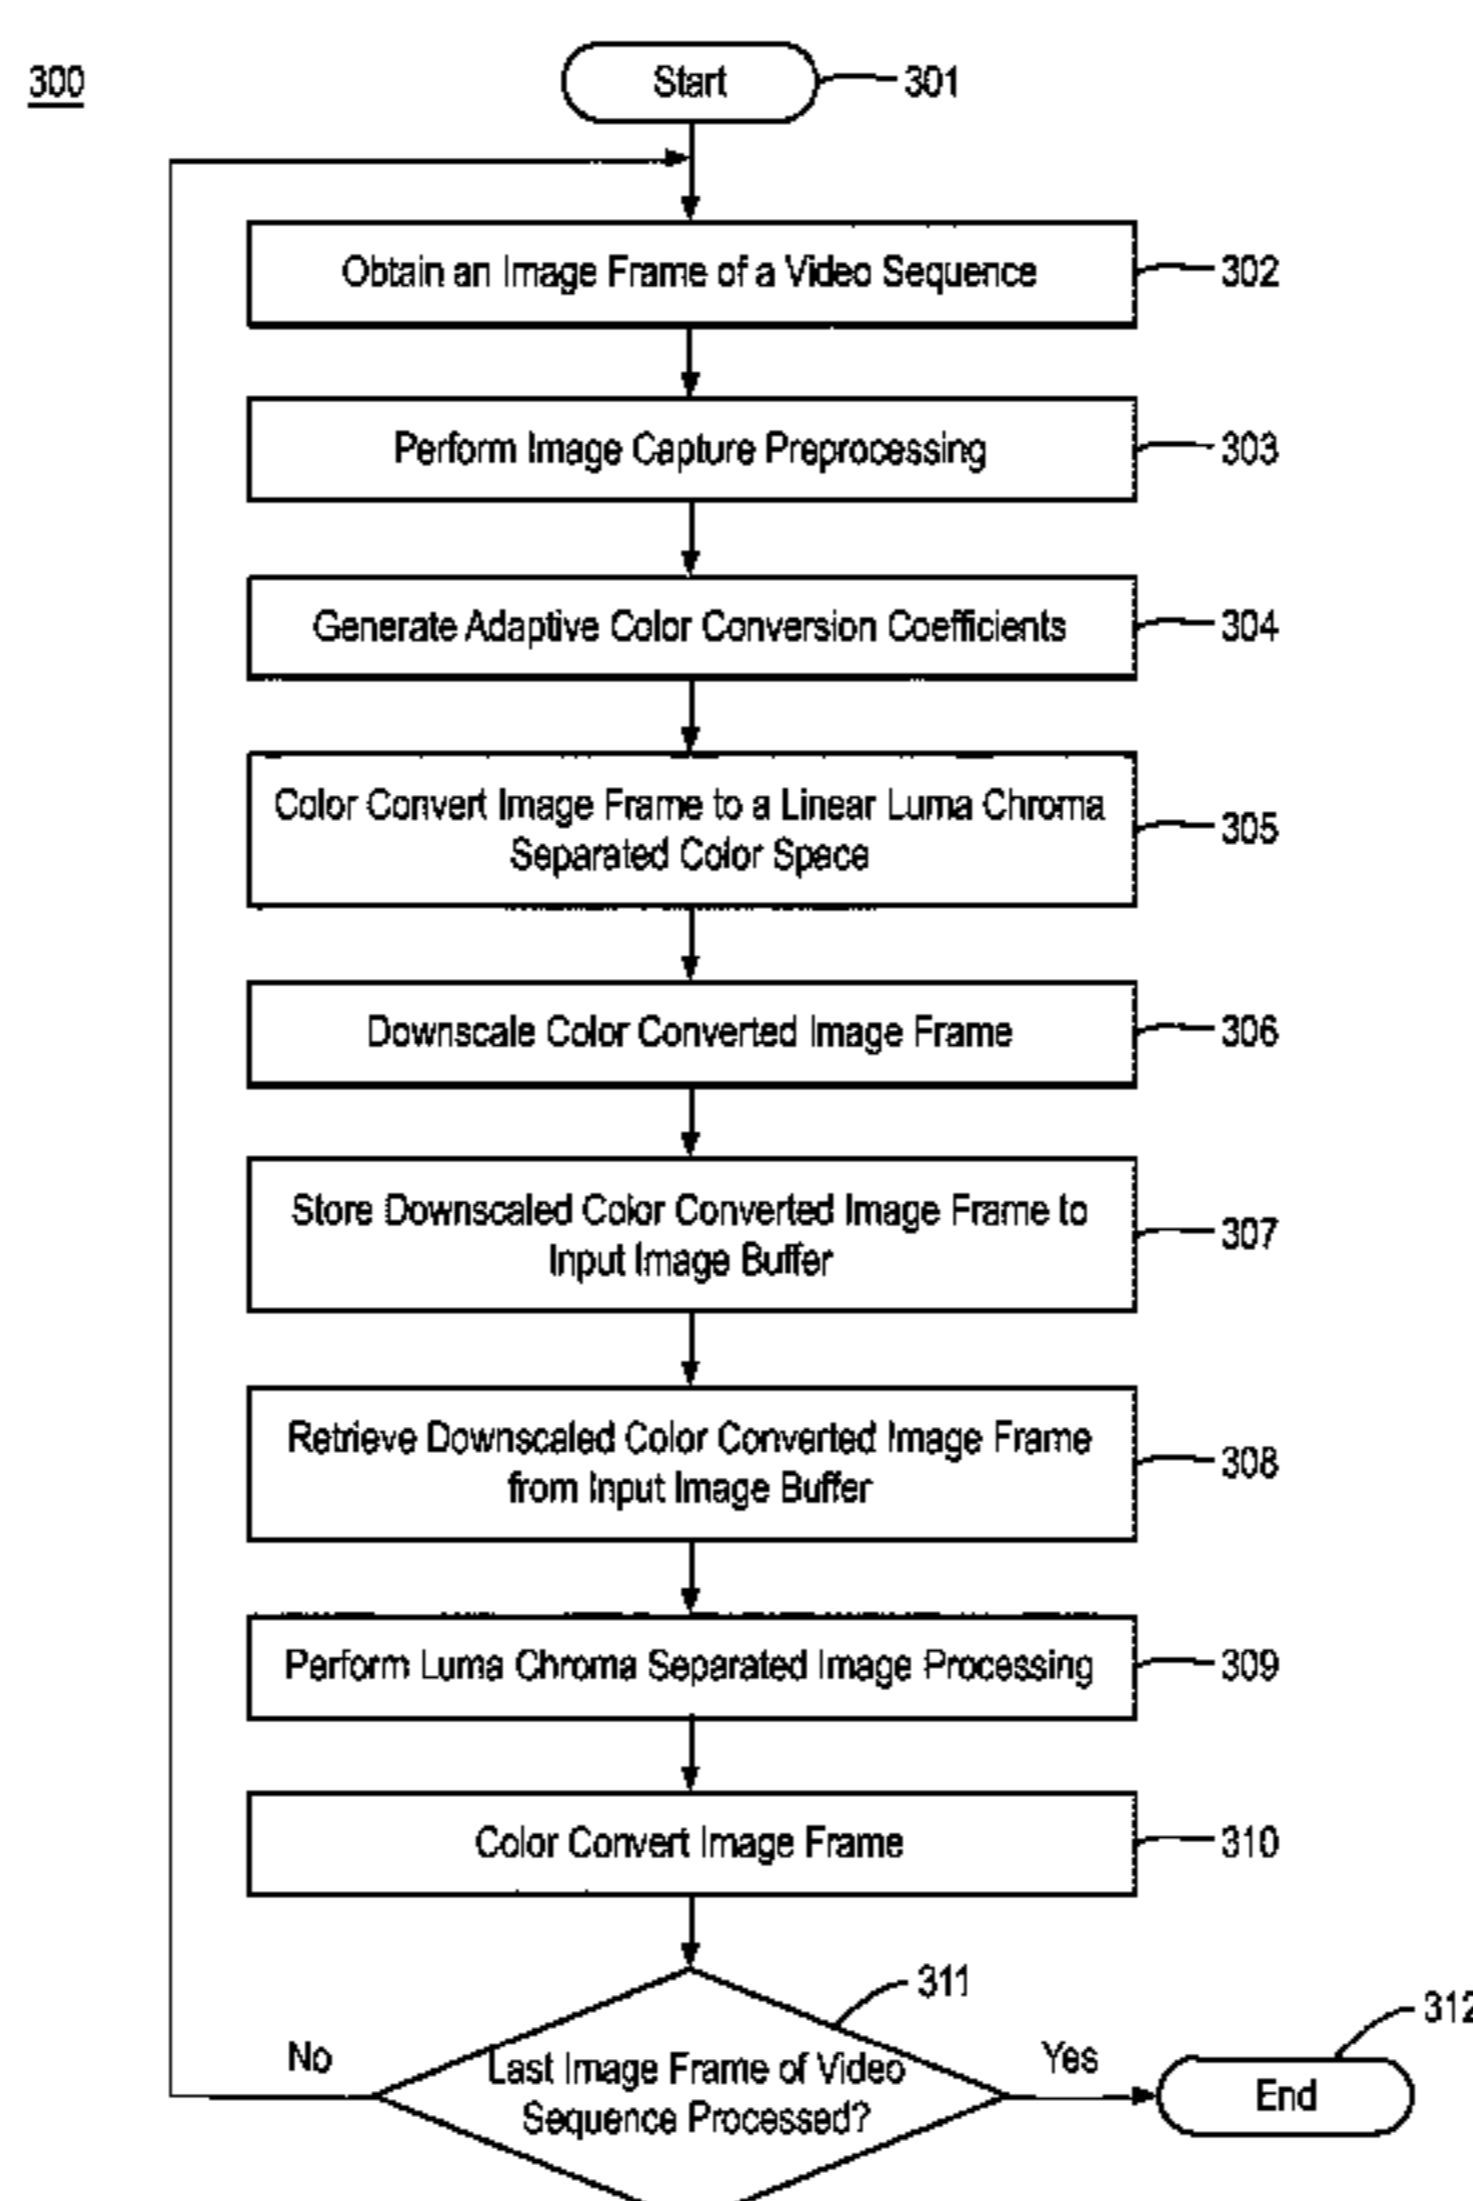 300
Start
301
Obtain an Image Frame of a Video Sequence
302
Perform Image Capture Preprocessing
303
Generate Adaptive Color Conversion Coefficients
304
Color Convert Image Frame to a Linear Luma Chroma
Separated Color Space
305
Downscale Color Converted Image Frame
306
Store Downscaled Color Converted Image Frame to
Input Image Buffer
307
Retrieve Downscaled Color Converted Image Frame
from Input Image Buffer
308
Perform Luma Chroma Separated Image Processing
309
Color Convert Image Frame
310
311
312
No
Last Image Frame of Video
Sequence Processed?
Yes
End